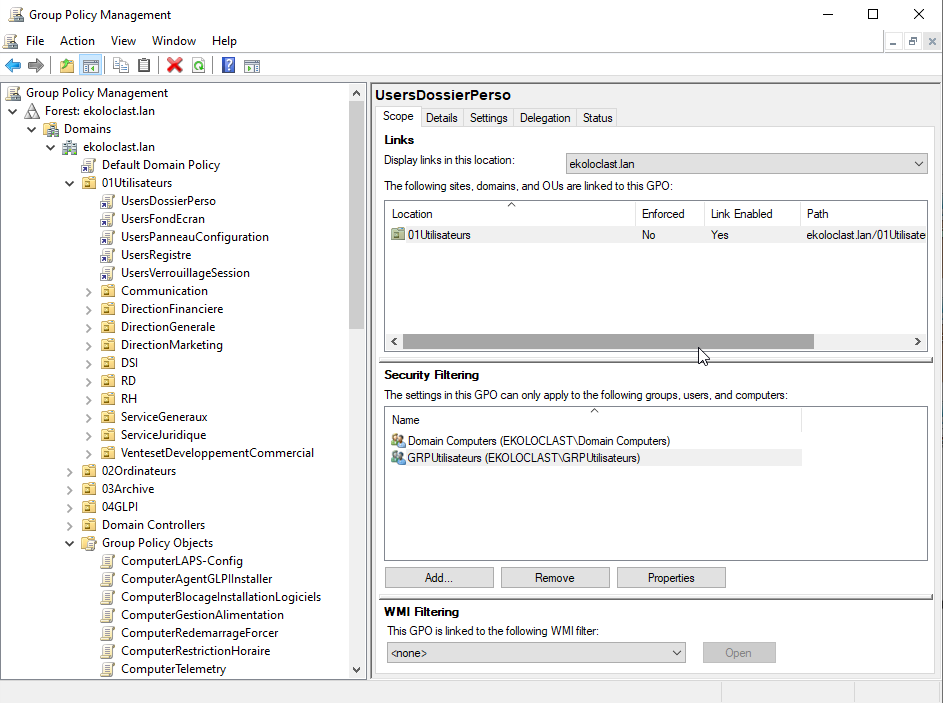 Group Policy Management
File Action View Window Help
Group Policy Management
Forest: ekoloclast.lan
Domains
ekoloclast.lan
Default Domain Policy
01Utilisateurs
UsersDossierPerso
UsersFondEcran
UsersPanneauConfiguration
UsersRegistre
UsersVerrouillageSession
Communication
DirectionFinanciere
DirectionGenerale
DirectionMarketing
DSI
RD
RH
ServiceGeneraux
ServiceJuridique
VentesetDeveloppementCommercial
02Ordinateurs
03Archive
04GLPI
Domain Controllers
Group Policy Objects
ComputerLAPS-Config
ComputerAgentGLPIInstaller
ComputerBlocageInstallationLogiciels
ComputerGestionAlimentation
ComputerRedemarrageForcer
ComputerRestrictionHoraire
ComputerTelemetry
UsersDossierPerso
Scope Details Settings Delegation Status
Links
Display links in this location: ekoloclast.lan
The following sites, domains, and OUs are linked to this GPO:
Location Enforced Link Enabled Path
01Utilisateurs No Yes ekoloclast.lan/01Utilisate
Security Filtering
The settings in this GPO can only apply to the following groups, users, and computers:
Name
Domain Computers (EKOLOCLAST\Domain Computers)
GRPUtilisateurs (EKOLOCLAST\GRPUtilisateurs)
Add... Remove Properties
WMI Filtering
This GPO is linked to the following WMI filter:
<none> Open